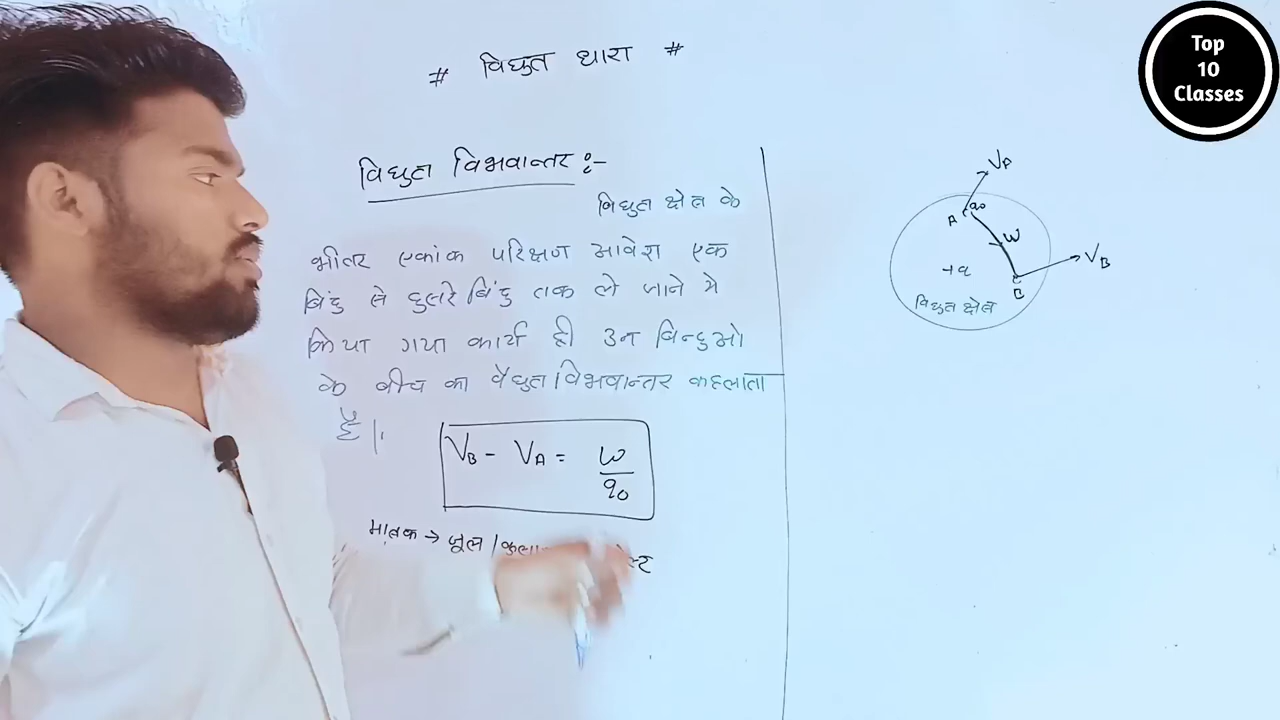 # विद्युत धारा #
विद्युत विभवान्तर :-
विद्युत क्षेत्र के
भीतर एकांक परिक्षण आवेश एक
बिंदु से दुसरे बिंदु तक ले जाने मे
किया गया कार्य ही उन बिन्दुओ
के बीच का वैद्युत विभवान्तर कहलाता
है।
VB - VA = w/q0
मात्रक → जूल /
VA
A q0
w
VB
+q
B
विद्युत क्षेत्र
Top
10
Classes